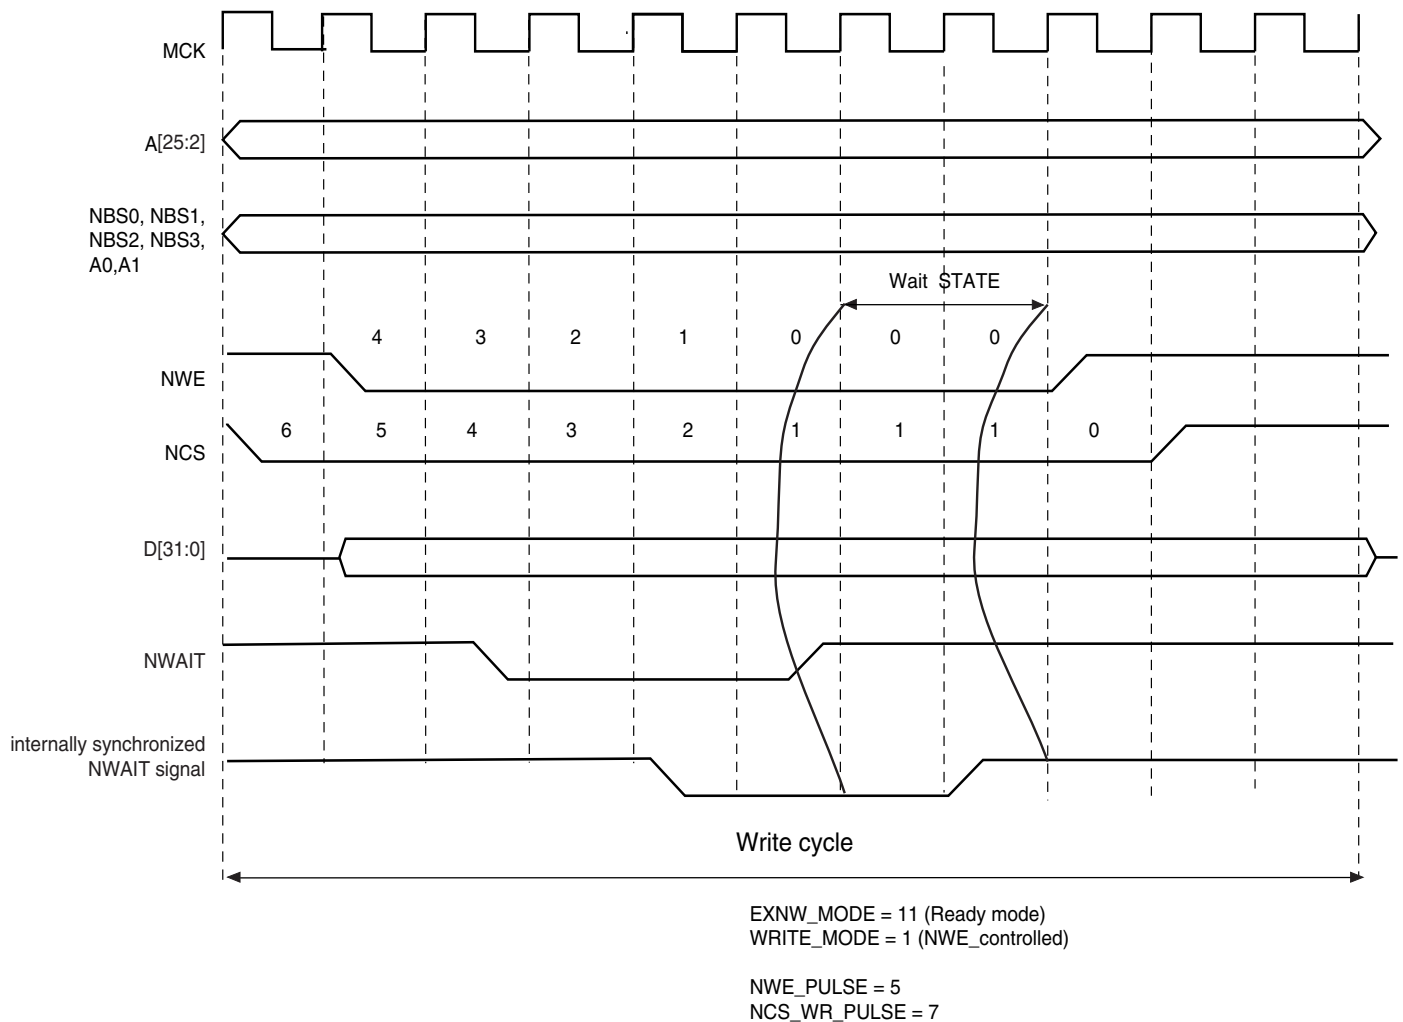 MCK
A[25:2]
NBS0, NBS1,
NBS2, NBS3,
A0,A1
Wait STATE
4 3 2 1 0 0 0
NWE
6 5 4 3 2 1 1 1 0
NCS
D[31:0]
NWAIT
internally synchronized
NWAIT signal
Write cycle
EXNW_MODE = 11 (Ready mode)
WRITE_MODE = 1 (NWE_controlled)
NWE_PULSE = 5
NCS_WR_PULSE = 7